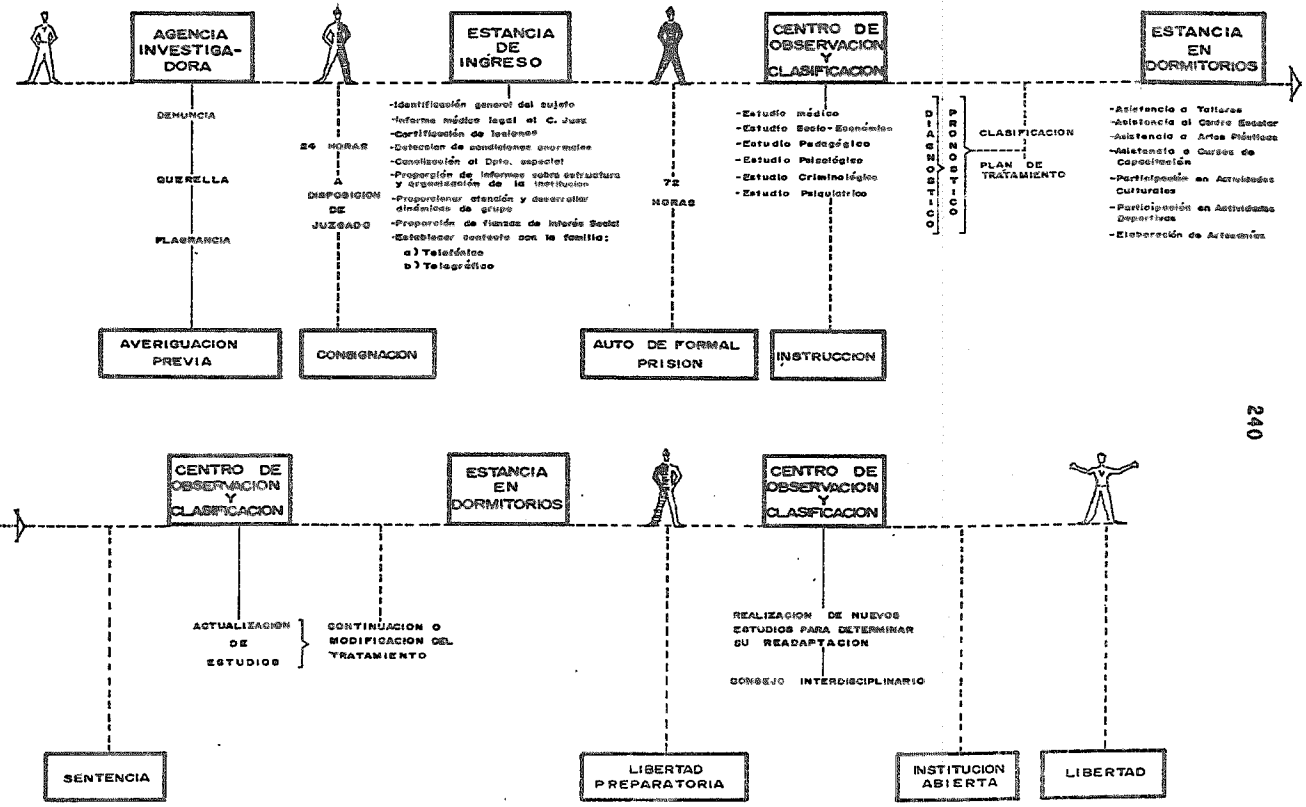 AGENCIA
INVESTIGA-
DORA
ESTANCIA
DE
INGRESO
CENTRO DE
OBSERVACION
Y
CLASIFICACION
ESTANCIA
EN
DORMITORIOS
DENUNCIA
QUERELLA
FLAGRANCIA
24 HORAS
A
DISPOSICION
DE
JUZGADO
-Identificación general del sujeto
-Informe médico legal al C. Juez
-Certificación de lesiones
-Detección de condiciones anormales
-Canalización al Dpto. especial
-Proporción de informes sobre estructura
y organización de la institución
-Proporcionar atención y desarrollar
dinámicas de grupo
-Proporción de fianzas de Interés Social
-Establecer contacto con la familia:
a) Telefónico
b) Telegráfico
72
HORAS
-Estudio médico
-Estudio Socio-Económico
-Estudio Pedagógico
-Estudio Psicológico
-Estudio Criminológico
-Estudio Psiquiatrico
DIAGNOSTICO
PRONOSTICO
CLASIFICACION
PLAN DE
TRATAMIENTO
-Asistencia a Talleres
-Asistencia al Centro Escolar
-Asistencia a Artes Plásticas
-Asistencia a Cursos de
Capacitación
-Participación en Actividades
Culturales
-Participación en Actividades
Deportivas
-Elaboración de Artesanías
AVERIGUACION
PREVIA
CONSIGNACION
AUTO DE FORMAL
PRISION
INSTRUCCION
240
CENTRO DE
OBSERVACION
Y
CLASIFICACION
ESTANCIA
EN
DORMITORIOS
CENTRO DE
OBSERVACION
Y
CLASIFICACION
ACTUALIZACION
DE
ESTUDIOS
CONTINUACION O
MODIFICACION DEL
TRATAMIENTO
REALIZACION DE NUEVOS
ESTUDIOS PARA DETERMINAR
SU READAPTACION
CONSEJO INTERDISCIPLINARIO
SENTENCIA
LIBERTAD
PREPARATORIA
INSTITUCION
ABIERTA
LIBERTAD